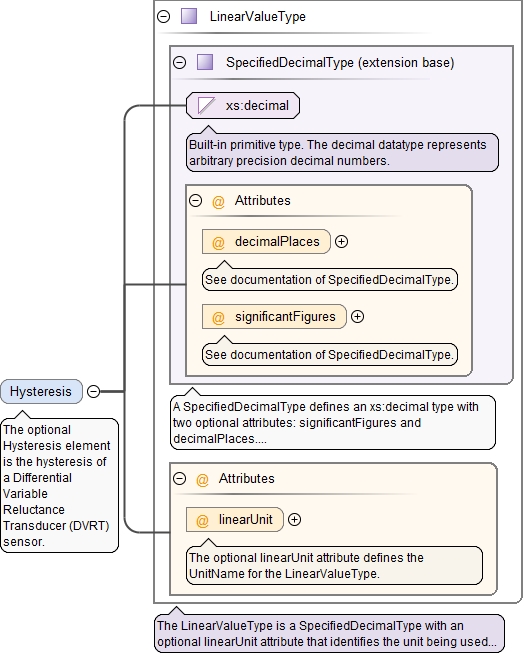 LinearValueType
SpecifiedDecimalType (extension base)
xs:decimal
Built-in primitive type. The decimal datatype represents
arbitrary precision decimal numbers.
@ Attributes
@ decimalPlaces
See documentation of SpecifiedDecimalType.
@ significantFigures
See documentation of SpecifiedDecimalType.
Hysteresis
The optional
Hysteresis element
is the hysteresis of
a Differential
Variable
Reluctance
Transducer (DVRT)
sensor.
A SpecifiedDecimalType defines an xs:decimal type with
two optional attributes: significantFigures and
decimalPlaces....
@ Attributes
@ linearUnit
The optional linearUnit attribute defines the
UnitName for the LinearValueType.
The LinearValueType is a SpecifiedDecimalType with an
optional linearUnit attribute that identifies the unit being used...